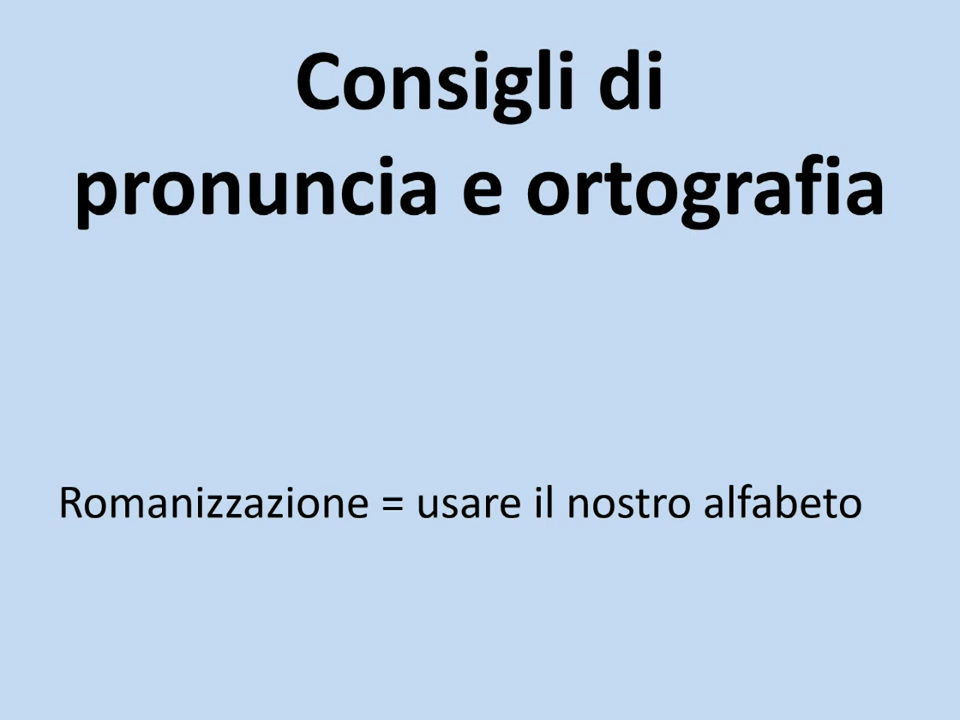 Consigli di
pronuncia e ortografia
Romanizzazione = usare il nostro alfabeto